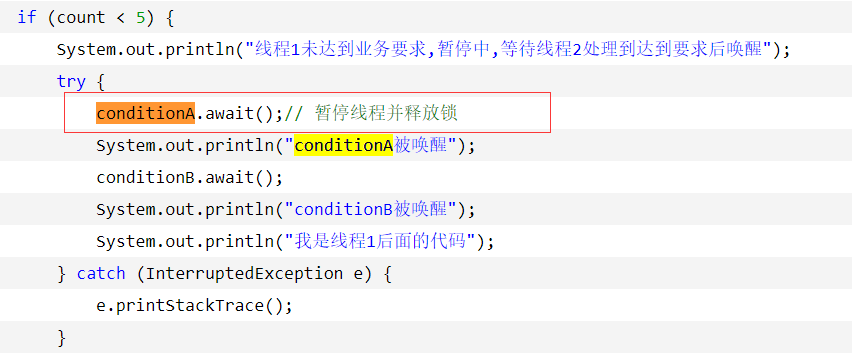 if (count < 5) {
System.out.println("线程1未达到业务要求,暂停中,等待线程2处理到达到要求后唤醒");
try {
conditionA.await();// 暂停线程并释放锁
System.out.println("conditionA被唤醒");
conditionB.await();
System.out.println("conditionB被唤醒");
System.out.println("我是线程1后面的代码");
} catch (InterruptedException e) {
e.printStackTrace();
}